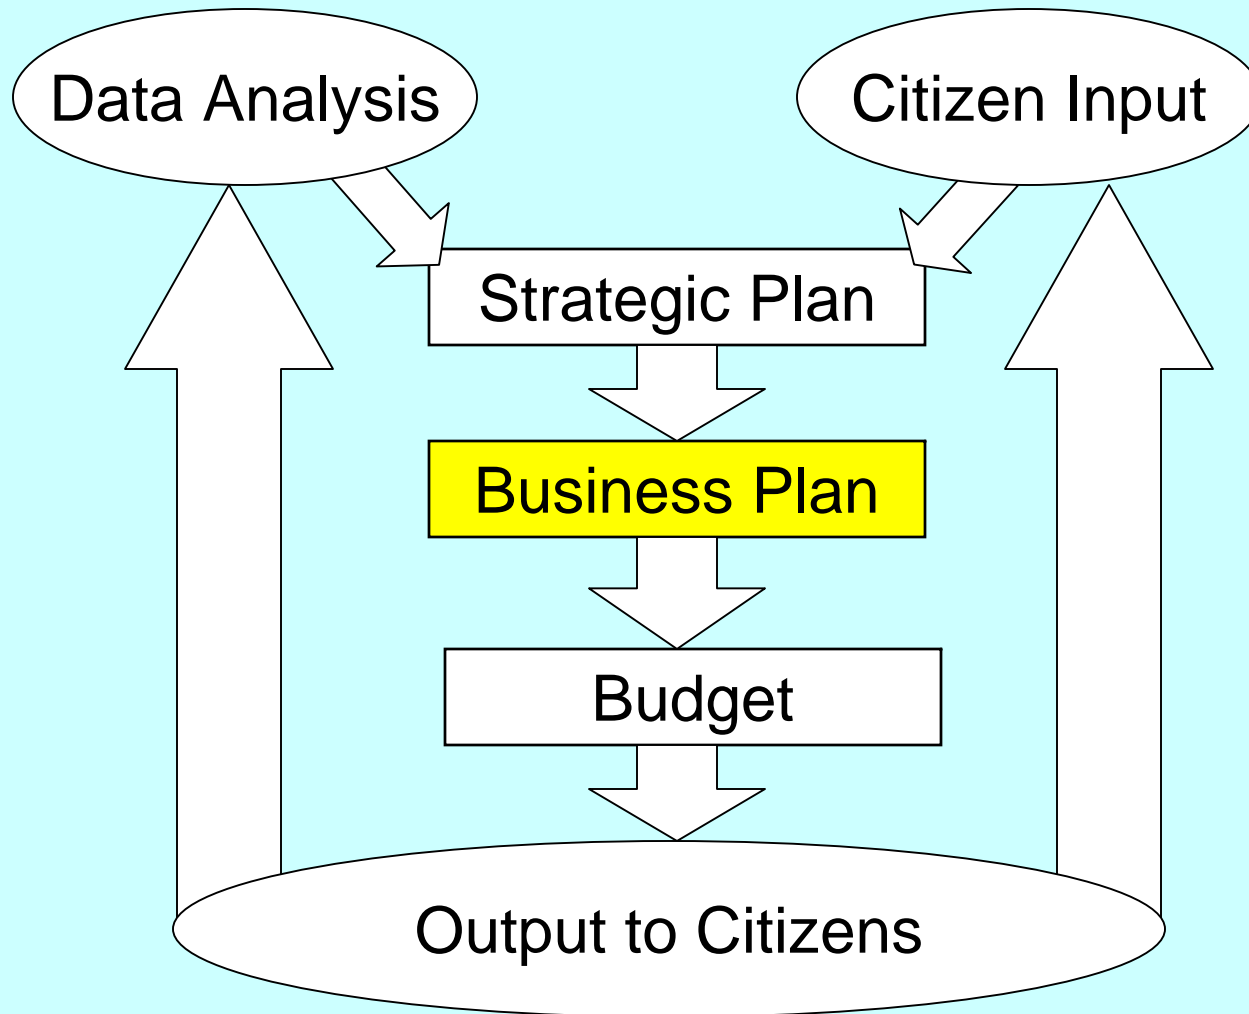 Data Analysis
Citizen Input
Strategic Plan
Business Plan
Budget
Output to Citizens